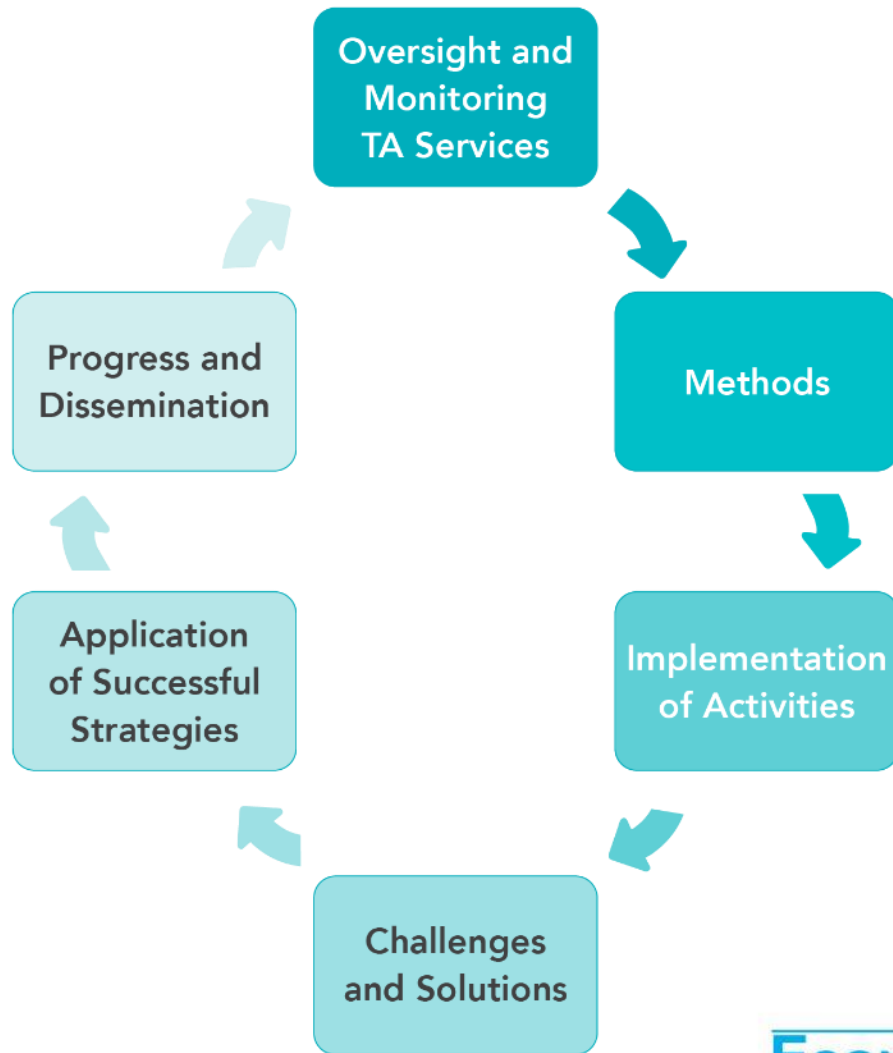 Oversight and
Monitoring
TA Services
Methods
Implementation
of Activities
Challenges
and Solutions
Application
of Successful
Strategies
Progress and
Dissemination